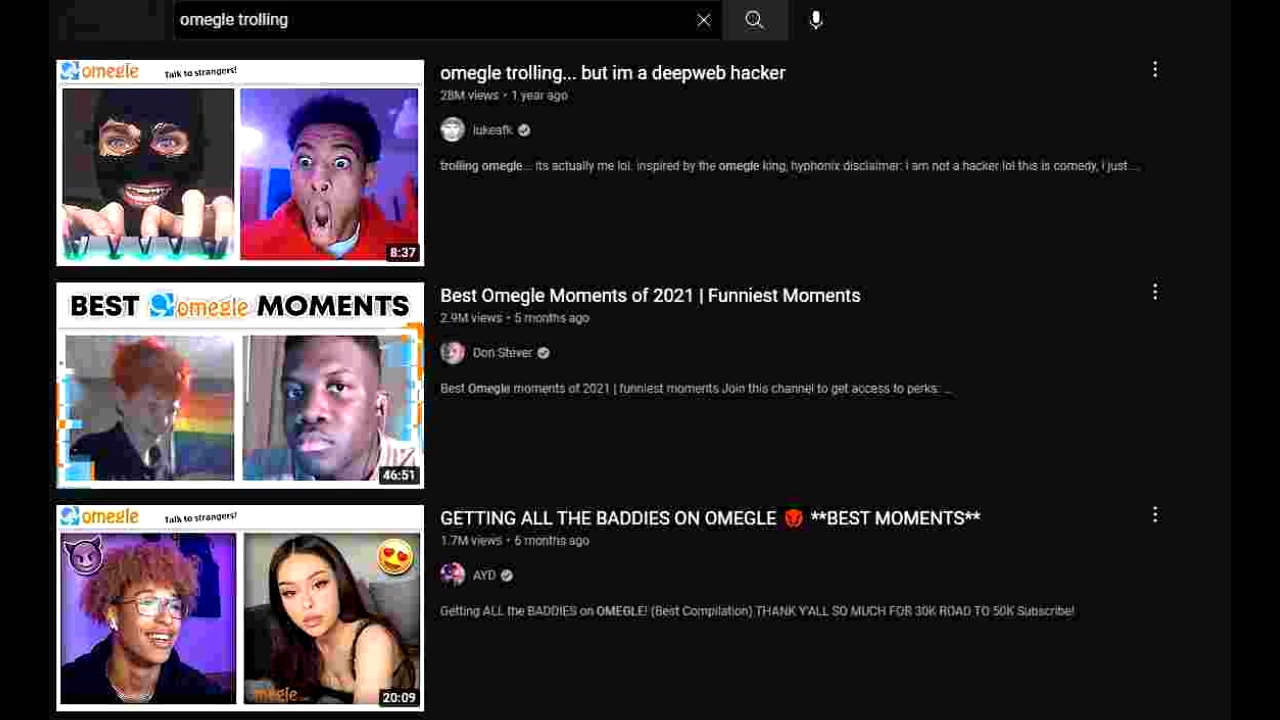 omegle trolling
omegle Talk to strangers!
8:37
omegle trolling... but im a deepweb hacker
28M views • 1 year ago
lukeafk
trolling omegle... its actually me lol. inspired by the omegle king, hyphonix disclaimer: i am not a hacker lol this is comedy, i just ...
BEST omegle MOMENTS
46:51
Best Omegle Moments of 2021 | Funniest Moments
2.9M views • 5 months ago
Don Stever
Best Omegle moments of 2021 | funniest moments Join this channel to get access to perks: ...
omegle Talk to strangers!
omegle
20:09
GETTING ALL THE BADDIES ON OMEGLE 👹 **BEST MOMENTS**
1.7M views • 6 months ago
AYD
Getting ALL the BADDIES on OMEGLE! (Best Compilation) THANK Y'ALL SO MUCH FOR 30K ROAD TO 50K Subscribe!